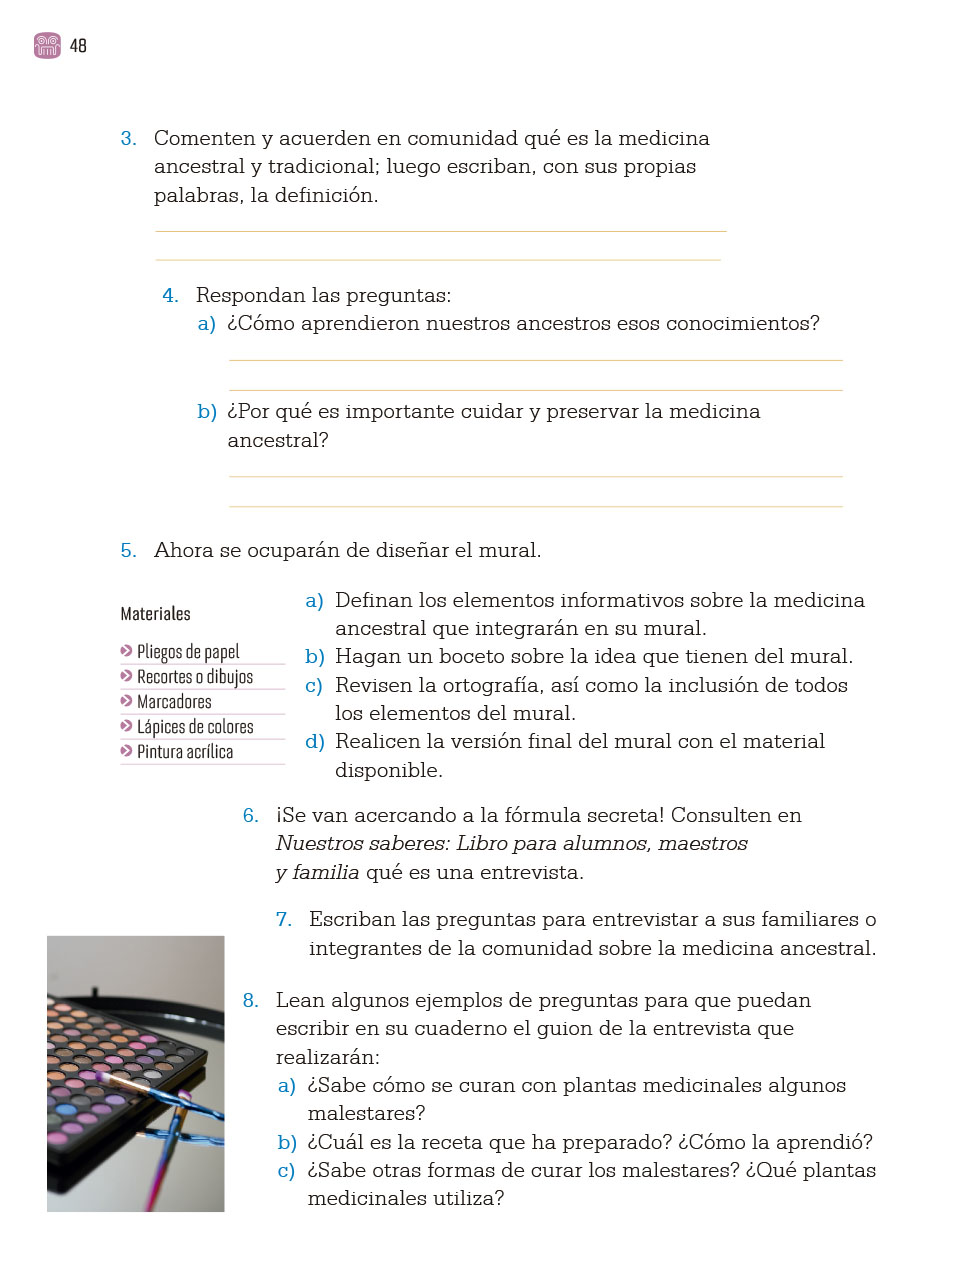 48
3. Comenten y acuerden en comunidad qué es la medicina
ancestral y tradicional; luego escriban, con sus propias
palabras, la definición.
4. Respondan las preguntas:
a) ¿Cómo aprendieron nuestros ancestros esos conocimientos?
b) ¿Por qué es importante cuidar y preservar la medicina
ancestral?
5. Ahora se ocuparán de diseñar el mural.
Materiales
Pliegos de papel
Recortes o dibujos
Marcadores
Lápices de colores
Pintura acrílica
a) Definan los elementos informativos sobre la medicina
ancestral que integrarán en su mural.
b) Hagan un boceto sobre la idea que tienen del mural.
c) Revisen la ortografía, así como la inclusión de todos
los elementos del mural.
d) Realicen la versión final del mural con el material
disponible.
6. ¡Se van acercando a la fórmula secreta! Consulten en
Nuestros saberes: Libro para alumnos, maestros
y familia qué es una entrevista.
7. Escriban las preguntas para entrevistar a sus familiares o
integrantes de la comunidad sobre la medicina ancestral.
8. Lean algunos ejemplos de preguntas para que puedan
escribir en su cuaderno el guion de la entrevista que
realizarán:
a) ¿Sabe cómo se curan con plantas medicinales algunos
malestares?
b) ¿Cuál es la receta que ha preparado? ¿Cómo la aprendió?
c) ¿Sabe otras formas de curar los malestares? ¿Qué plantas
medicinales utiliza?